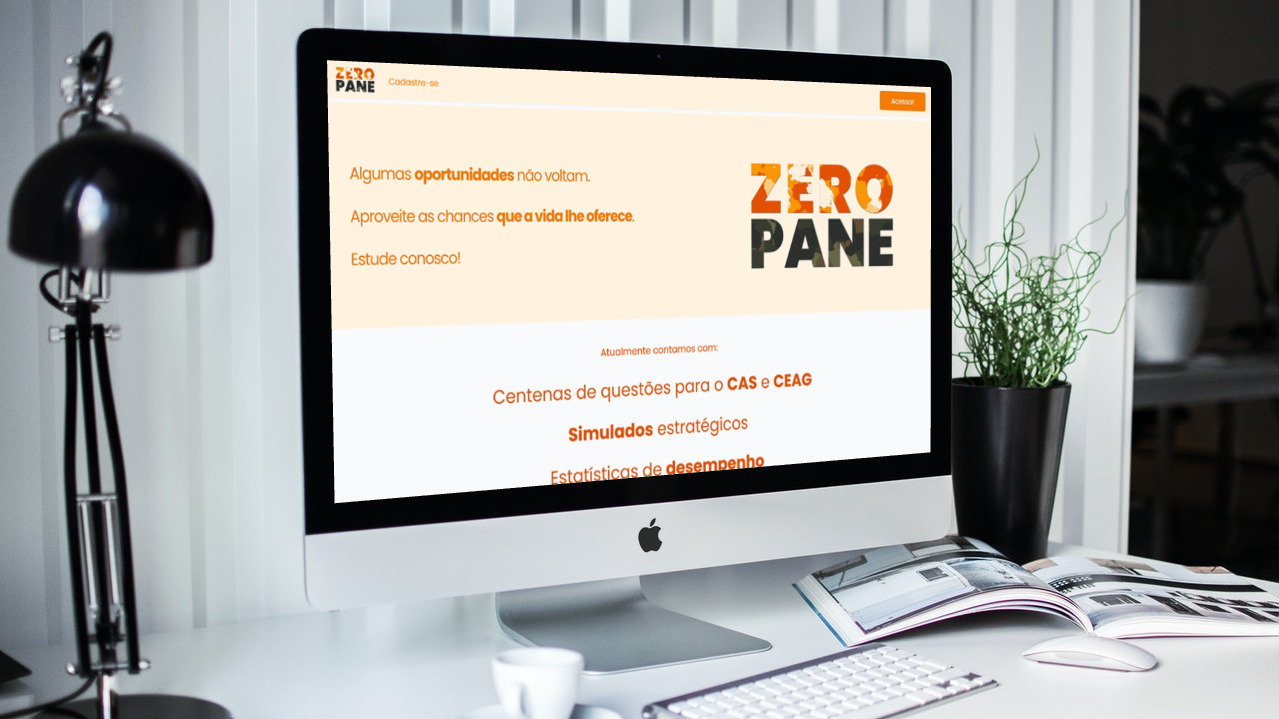 ZERO
PANE
Cadastre-se
Acessar
Algumas oportunidades não voltam.
Aproveite as chances que a vida lhe oferece.
Estude conosco!
ZERO
PANE
Atualmente contamos com:
Centenas de questões para o CAS e CEAG
Simulados estratégicos
Estatísticas de desempenho